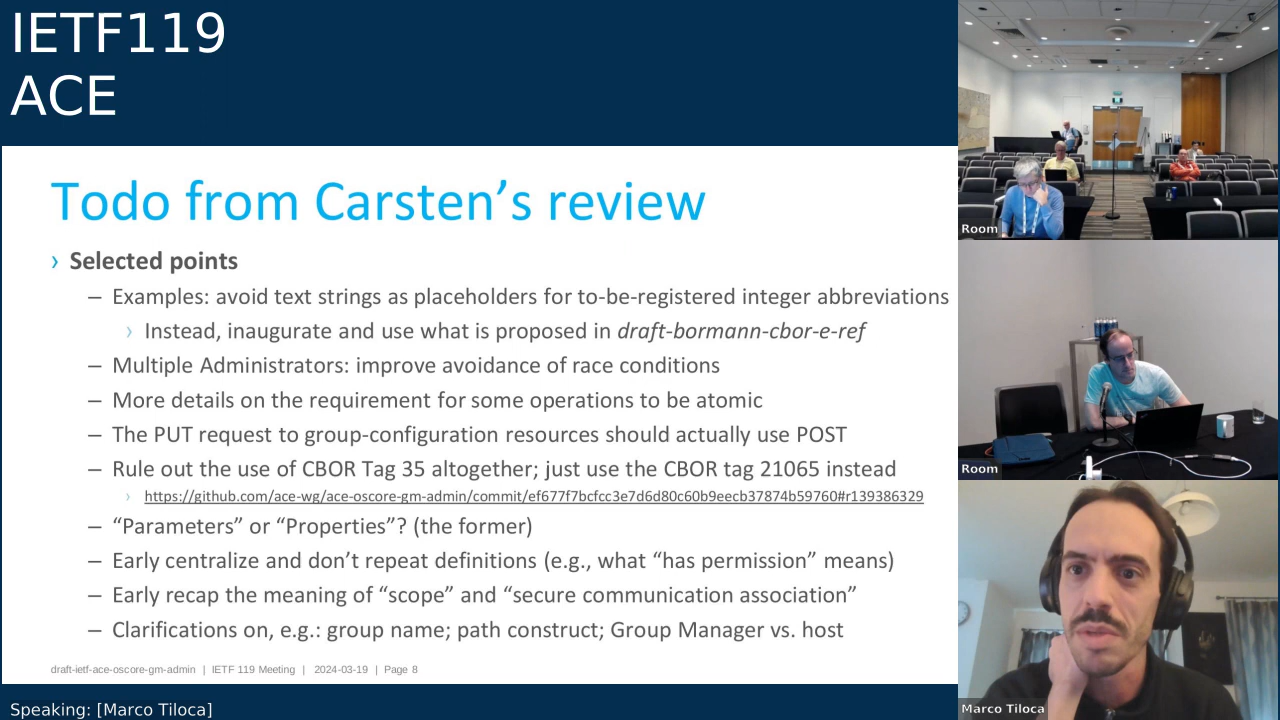 IETF119
ACE
Todo from Carsten’s review
› Selected points
– Examples: avoid text strings as placeholders for to-be-registered integer abbreviations
› Instead, inaugurate and use what is proposed in draft-bormann-cbor-e-ref
– Multiple Administrators: improve avoidance of race conditions
– More details on the requirement for some operations to be atomic
– The PUT request to group-configuration resources should actually use POST
– Rule out the use of CBOR Tag 35 altogether; just use the CBOR tag 21065 instead
› https://github.com/ace-wg/ace-oscore-gm-admin/commit/ef677f7bcfcc3e7d6d80c60b9eecb37874b59760#r139386329
– “Parameters” or “Properties”? (the former)
– Early centralize and don’t repeat definitions (e.g., what “has permission” means)
– Early recap the meaning of “scope” and “secure communication association”
– Clarifications on, e.g.: group name; path construct; Group Manager vs. host
draft-ietf-ace-oscore-gm-admin | IETF 119 Meeting | 2024-03-19 | Page 8
Speaking: [Marco Tiloca]
Room
Room
Marco Tiloca